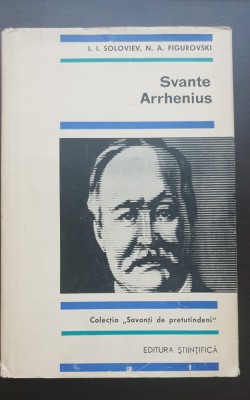 I. I. SOLOVIEV, N. A. FIGUROVSKI
Svante
Arrhenius
Colecția „Savanți de pretutindeni"
EDITURA ȘTIINȚIFICĂ